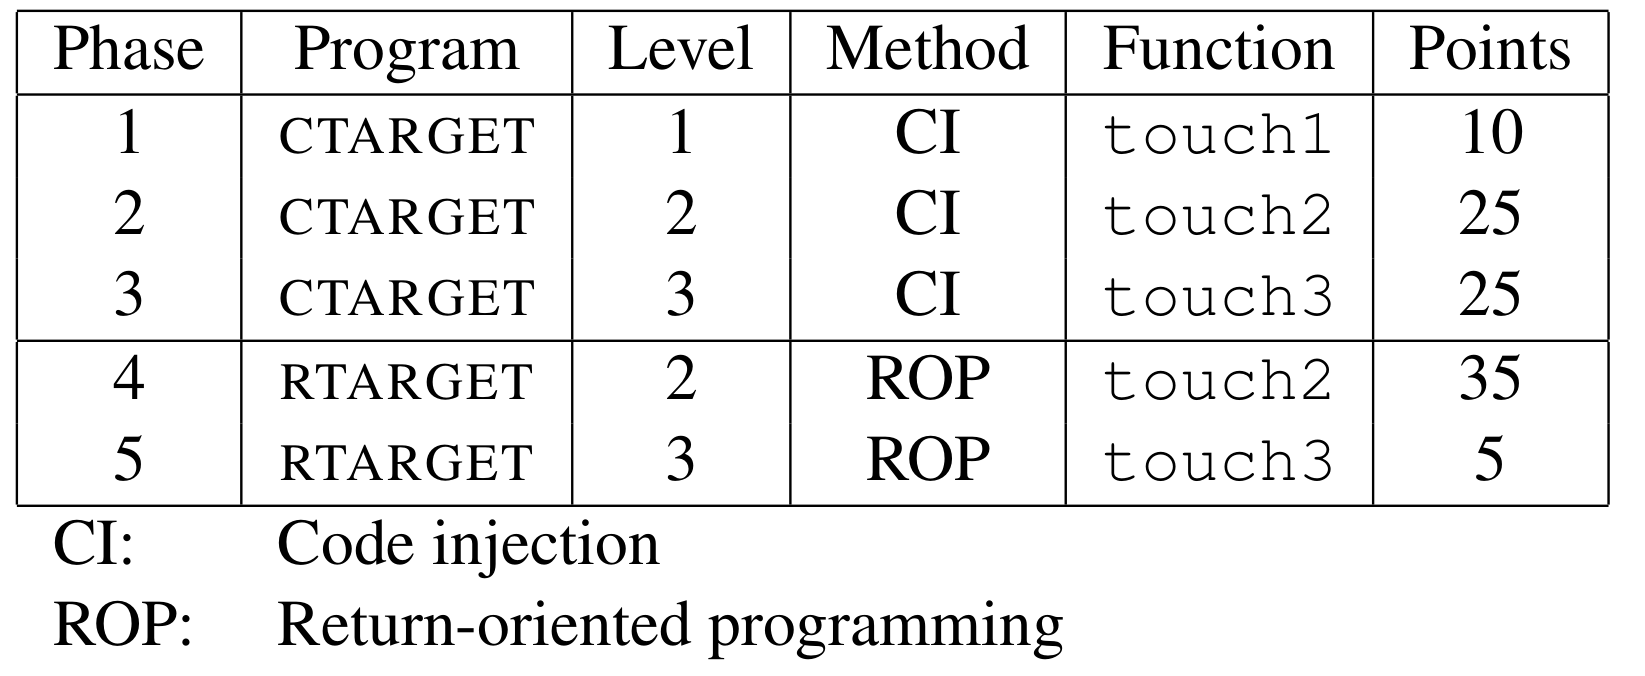 Phase Program Level Method Function Points
1 CTARGET 1 CI touch1 10
2 CTARGET 2 CI touch2 25
3 CTARGET 3 CI touch3 25
4 RTARGET 2 ROP touch2 35
5 RTARGET 3 ROP touch3 5
CI: Code injection
ROP: Return-oriented programming